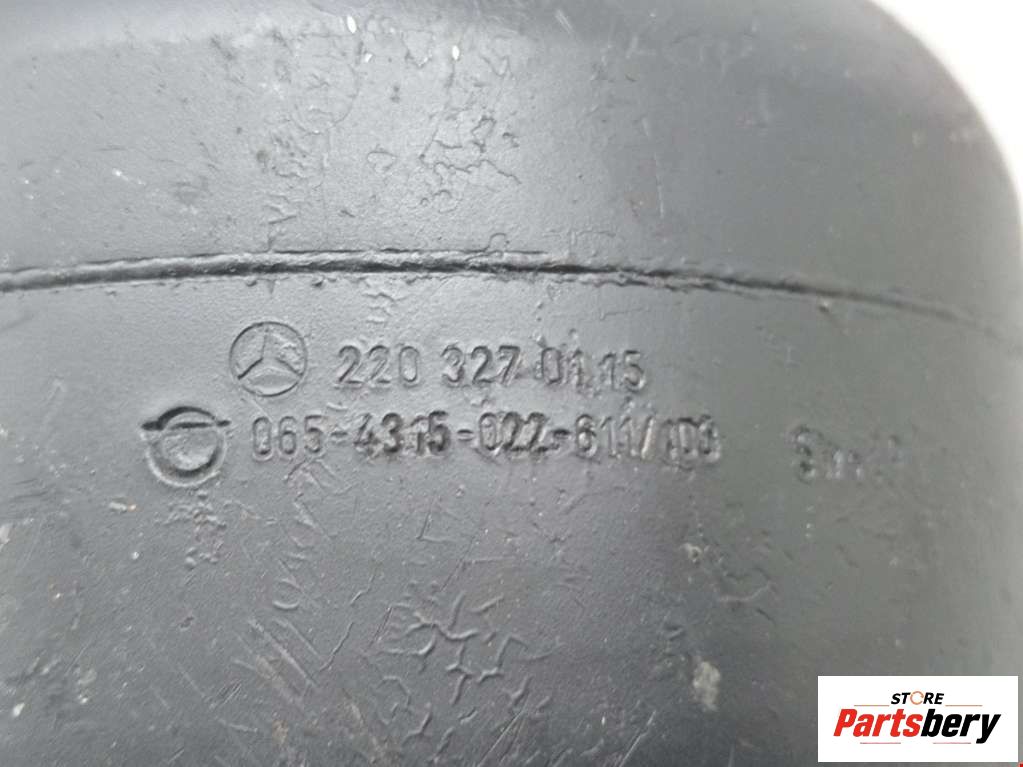 220 327 01 15
065-4315-022-611/103
STORE
Partsbery